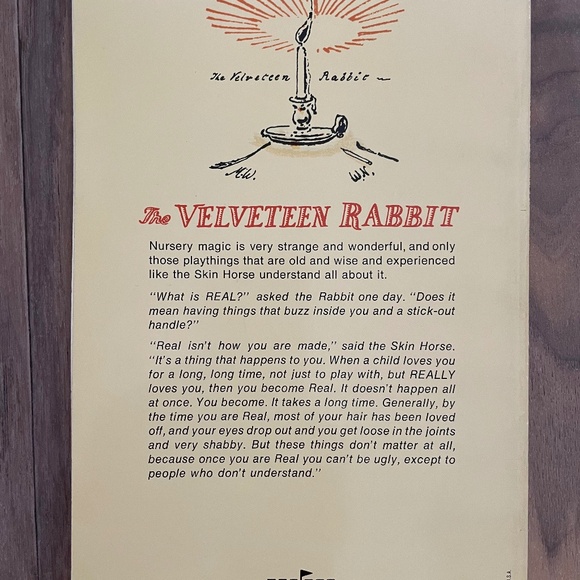 The Velveteen Rabbit
M.W. W.N.
The VELVETEEN RABBIT
Nursery magic is very strange and wonderful, and only
those playthings that are old and wise and experienced
like the Skin Horse understand all about it.
"What is REAL?" asked the Rabbit one day. "Does it
mean having things that buzz inside you and a stick-out
handle?"
"Real isn't how you are made," said the Skin Horse.
"It's a thing that happens to you. When a child loves you
for a long, long time, not just to play with, but REALLY
loves you, then you become Real. It doesn't happen all
at once. You become. It takes a long time. Generally, by
the time you are Real, most of your hair has been loved
off, and your eyes drop out and you get loose in the joints
and very shabby. But these things don't matter at all,
because once you are Real you can't be ugly, except to
people who don't understand."